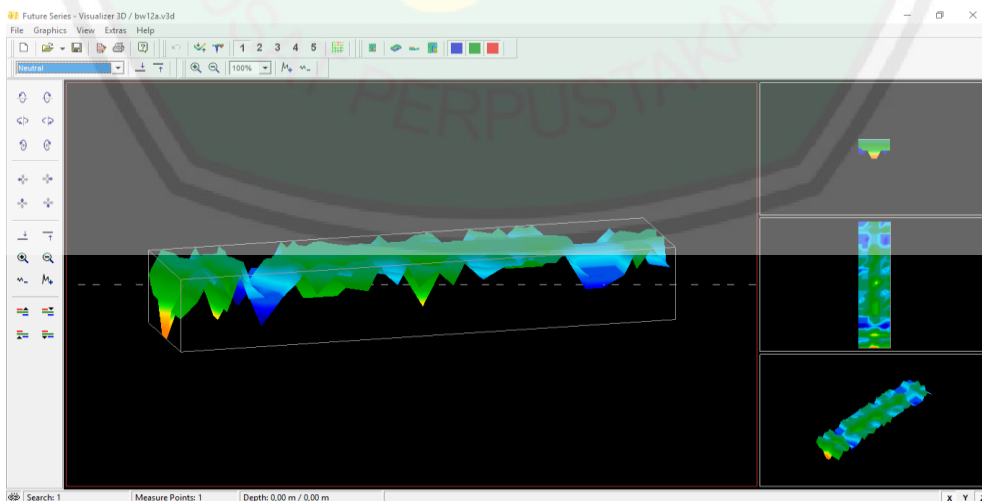 Future Series - Visualizer 3D / bw12a.v3d
File Graphics View Extras Help
1 2 3 4 5
Neutral 100%
PERPUSTAKA
Search: 1 Measure Points: 1 Depth: 0,00 m / 0,00 m X Y